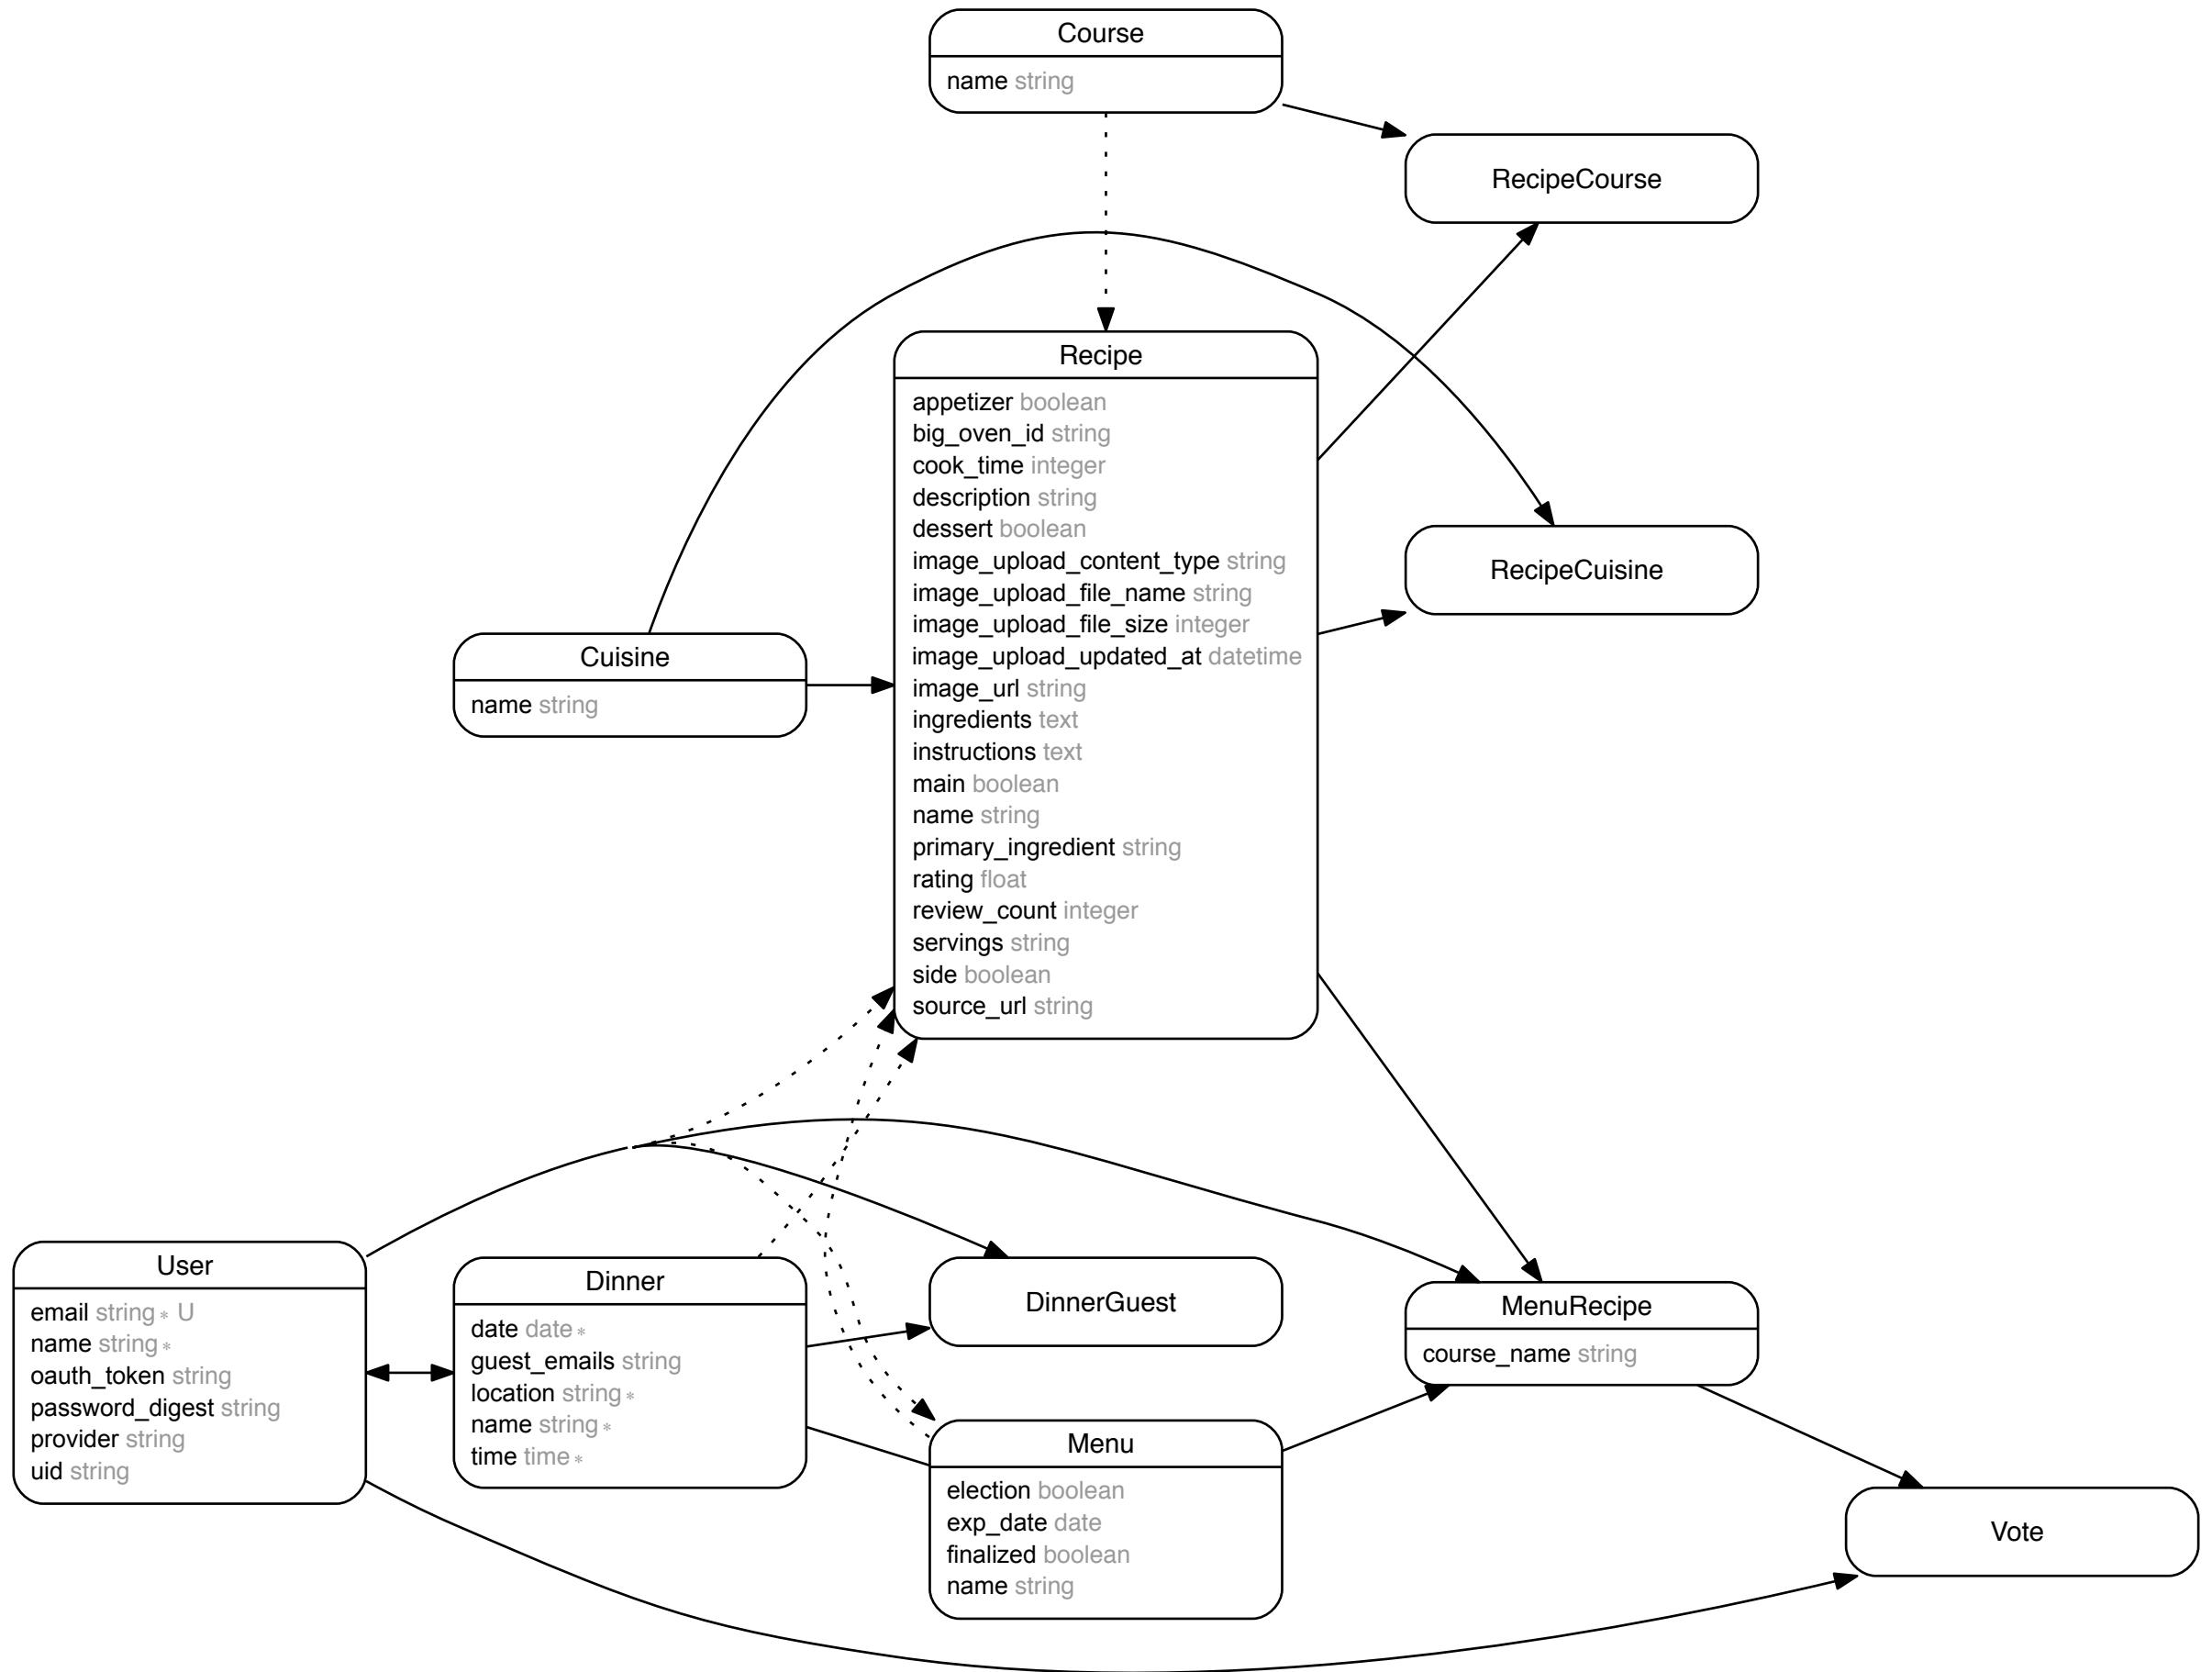 Course
name string
RecipeCourse
Recipe
appetizer boolean
big_oven_id string
cook_time integer
description string
dessert boolean
image_upload_content_type string
image_upload_file_name string
image_upload_file_size integer
image_upload_updated_at datetime
image_url string
ingredients text
instructions text
main boolean
name string
primary_ingredient string
rating float
review_count integer
servings string
side boolean
source_url string
RecipeCuisine
Cuisine
name string
User
email string * U
name string *
oauth_token string
password_digest string
provider string
uid string
Dinner
date date *
guest_emails string
location string *
name string *
time time *
DinnerGuest
MenuRecipe
course_name string
Menu
election boolean
exp_date date
finalized boolean
name string
Vote